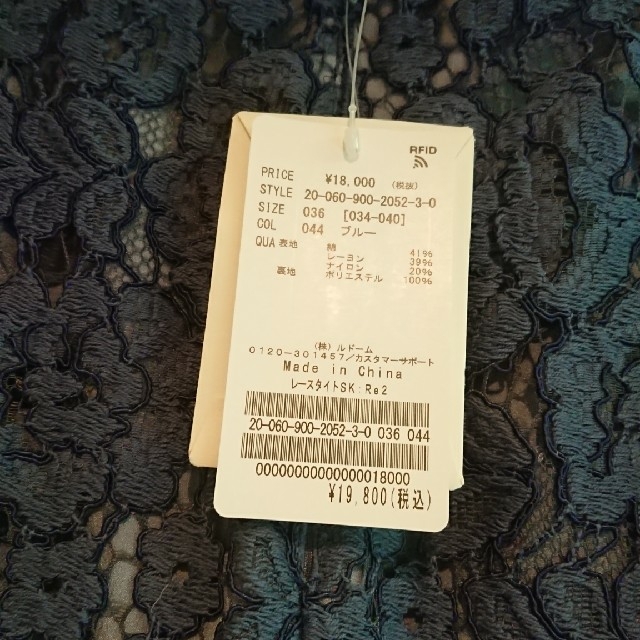 RFID
PRICE ¥18,000 (税抜)
STYLE 20-060-900-2052-3-0
SIZE 036 [034-040]
COL 044 ブルー
QUA 表地 綿 41%
レーヨン 39%
ナイロン 20%
裏地 ポリエステル 100%
(株) ルドーム
0120-301457/カスタマーサポート
Made in China
レースタイトSK:Re2
20-060-900-2052-3-0 036 044
00000000000000018000
¥19,800(税込)